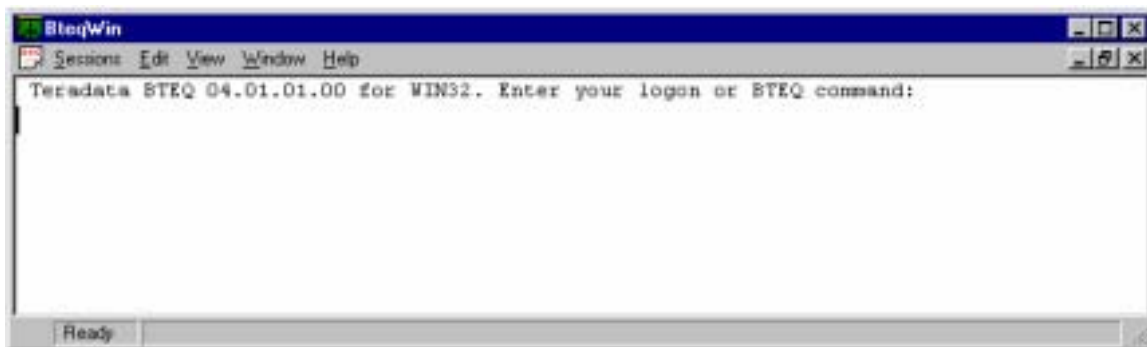 BteqWin
Sessions Edit View Window Help
Teradata BTEQ 04.01.01.00 for WIN32. Enter your logon or BTEQ command:
Ready